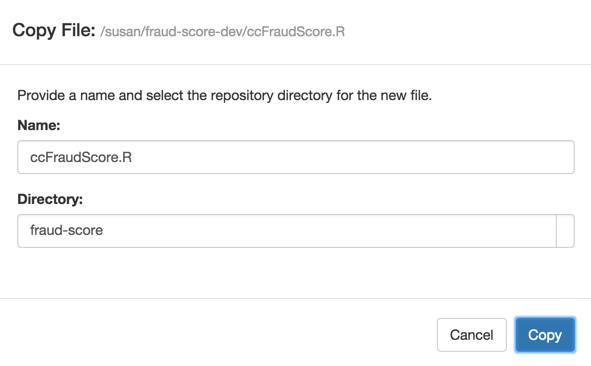 Copy File: /susan/fraud-score-dev/ccFraudScore.R
Provide a name and select the repository directory for the new file.
Name:
ccFraudScore.R
Directory:
fraud-score
Cancel Copy